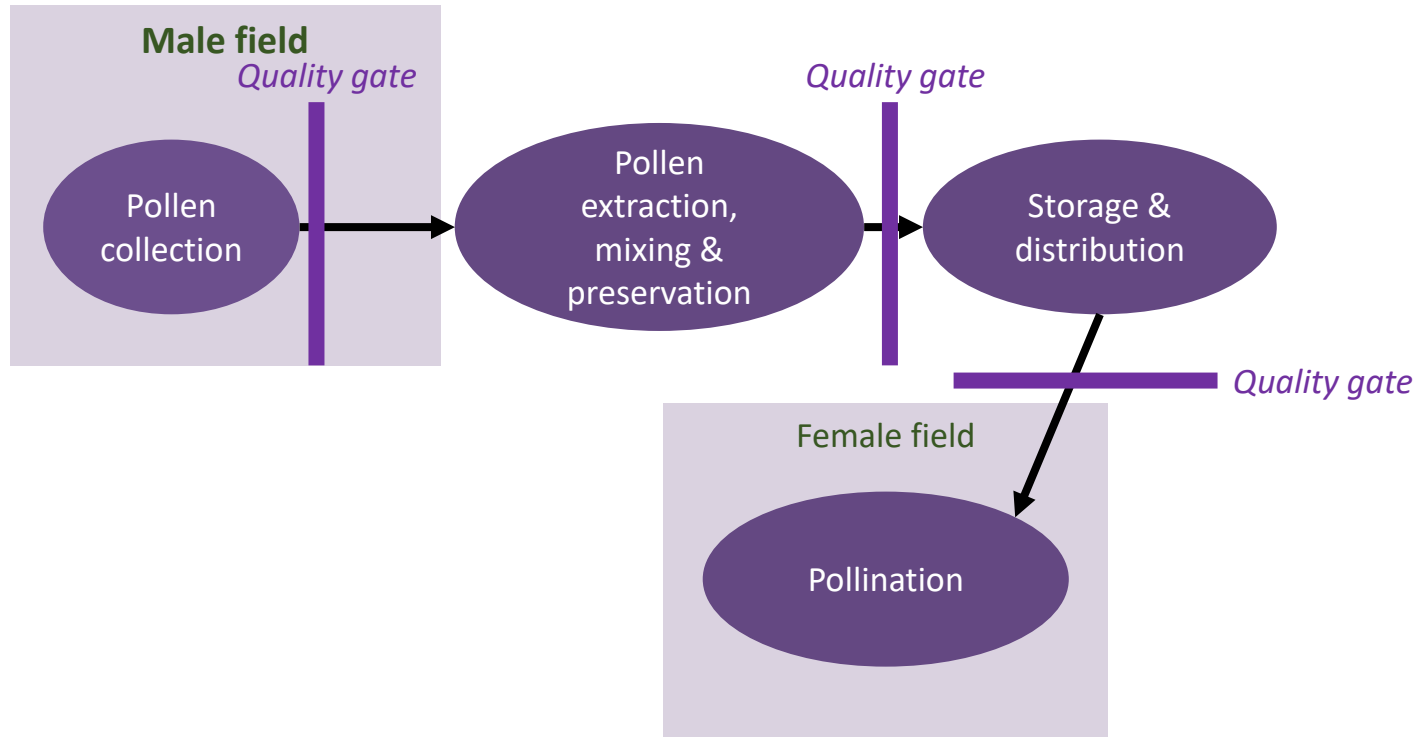 Male field
Quality gate
Quality gate
Pollen
collection
Pollen
extraction,
mixing &
preservation
Storage &
distribution
Quality gate
Female field
Pollination